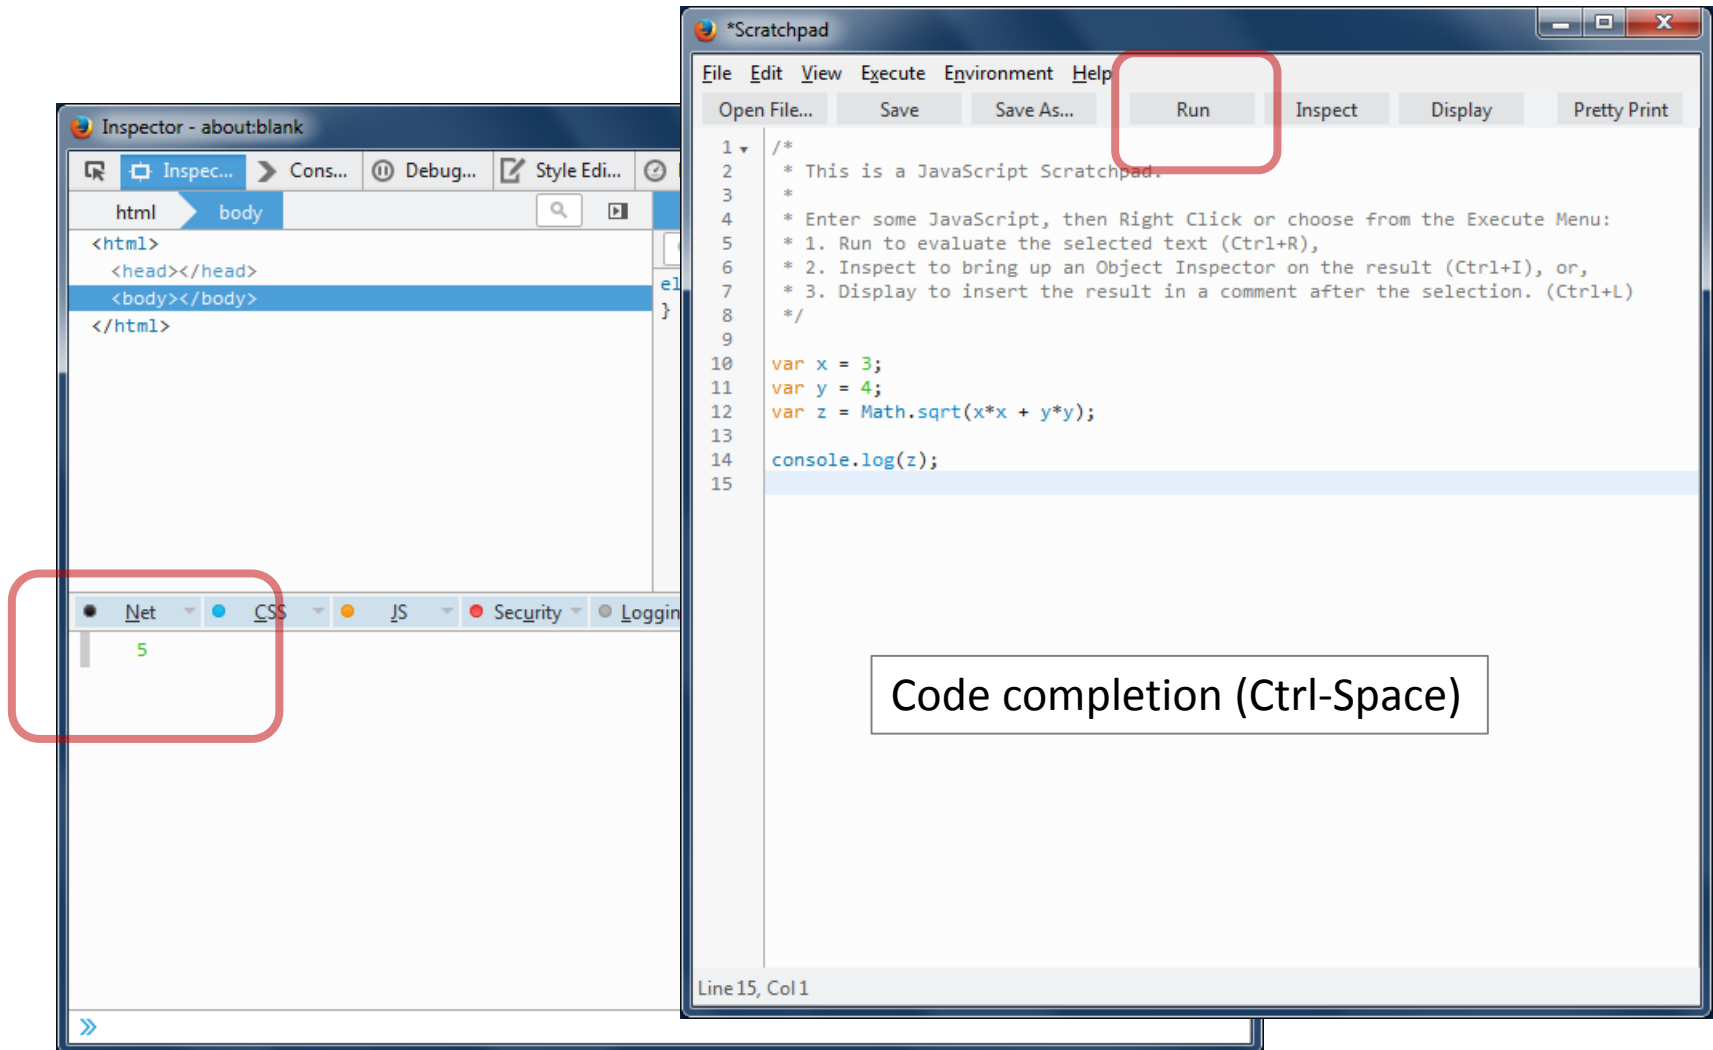 *Scratchpad
File Edit View Execute Environment Help
Open File... Save Save As... Run Inspect Display Pretty Print
1 /*
2 * This is a JavaScript Scratchpad.
3 *
4 * Enter some JavaScript, then Right Click or choose from the Execute Menu:
5 * 1. Run to evaluate the selected text (Ctrl+R),
6 * 2. Inspect to bring up an Object Inspector on the result (Ctrl+I), or,
7 * 3. Display to insert the result in a comment after the selection. (Ctrl+L)
8 */
9
10 var x = 3;
11 var y = 4;
12 var z = Math.sqrt(x*x + y*y);
13
14 console.log(z);
15
Code completion (Ctrl-Space)
Line 15, Col 1
Inspector - about:blank
Inspec... Cons... Debug... Style Edi...
html body
<html>
<head></head>
<body></body>
</html>
el
}
Net CSS JS Security Loggin
5